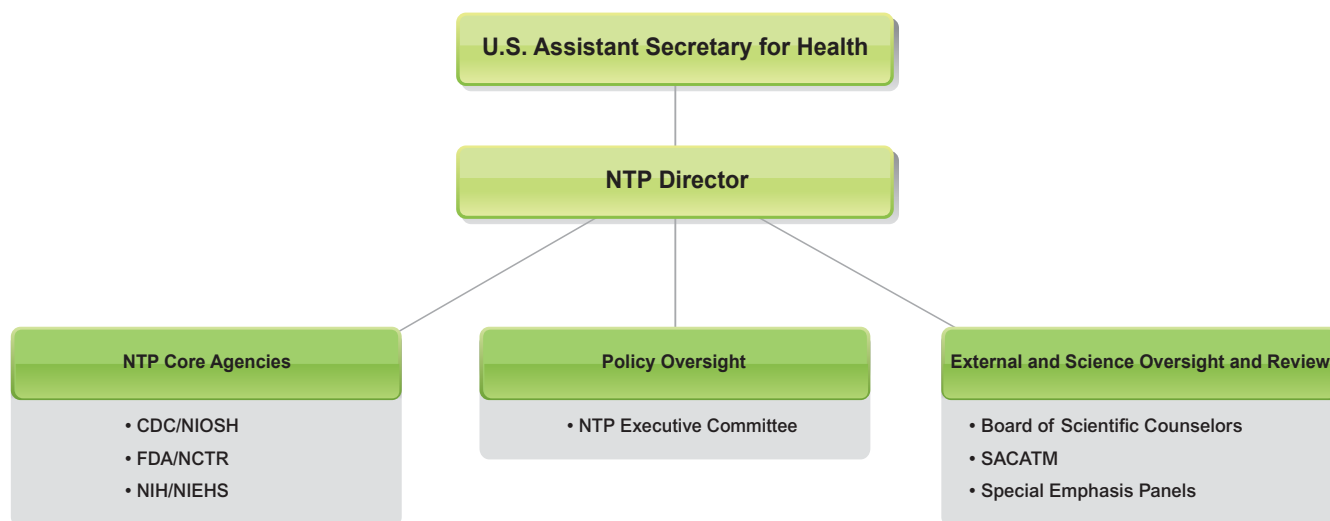 U.S. Assistant Secretary for Health
NTP Director
NTP Core Agencies
• CDC/NIOSH
• FDA/NCTR
• NIH/NIEHS
Policy Oversight
• NTP Executive Committee
External and Science Oversight and Review
• Board of Scientific Counselors
• SACATM
• Special Emphasis Panels